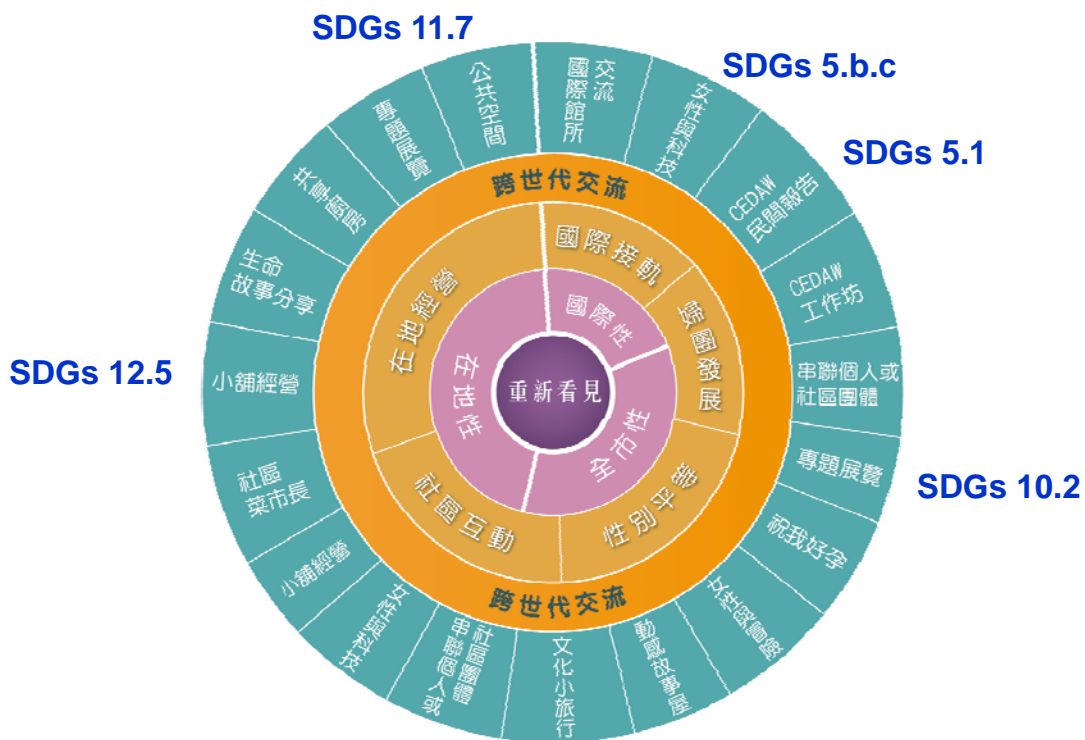 SDGs 11.7
SDGs 5.b.c
SDGs 5.1
SDGs 10.2
SDGs 12.5
交流
國際館所
女性與科技
CEDAW
民間報告
CEDAW
工作坊
串聯個人或
社區團體
專題展覽
祝我好孕
女性與冒險
動感故事屋
文化小旅行
社區團體
串聯個人或
女性與科技
小舖經營
社區
菜市長
小舖經營
生命
故事分享
共享廚房
專題展覽
公共空間
跨世代交流
跨世代交流
國際接軌
婦團發展
性別平等
社區互動
在地經營
國際性
全市性
在地性
重新看見